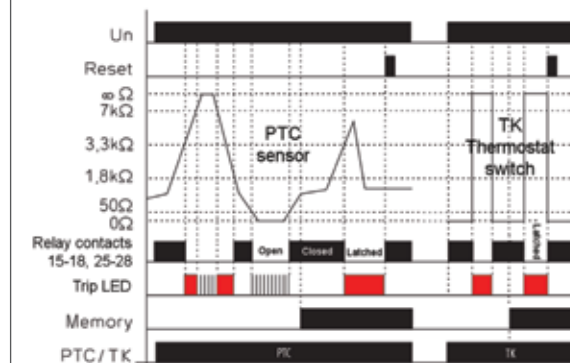 Un
Reset
∞ Ω
7kΩ
PTC
sensor
TK
Thermostat
switch
3,3kΩ
1,8kΩ
50Ω
0Ω
Relay contacts
15-18, 25-28
Open
Closed
Latched
Latched
Trip LED
Memory
PTC/TK
PTC
TK